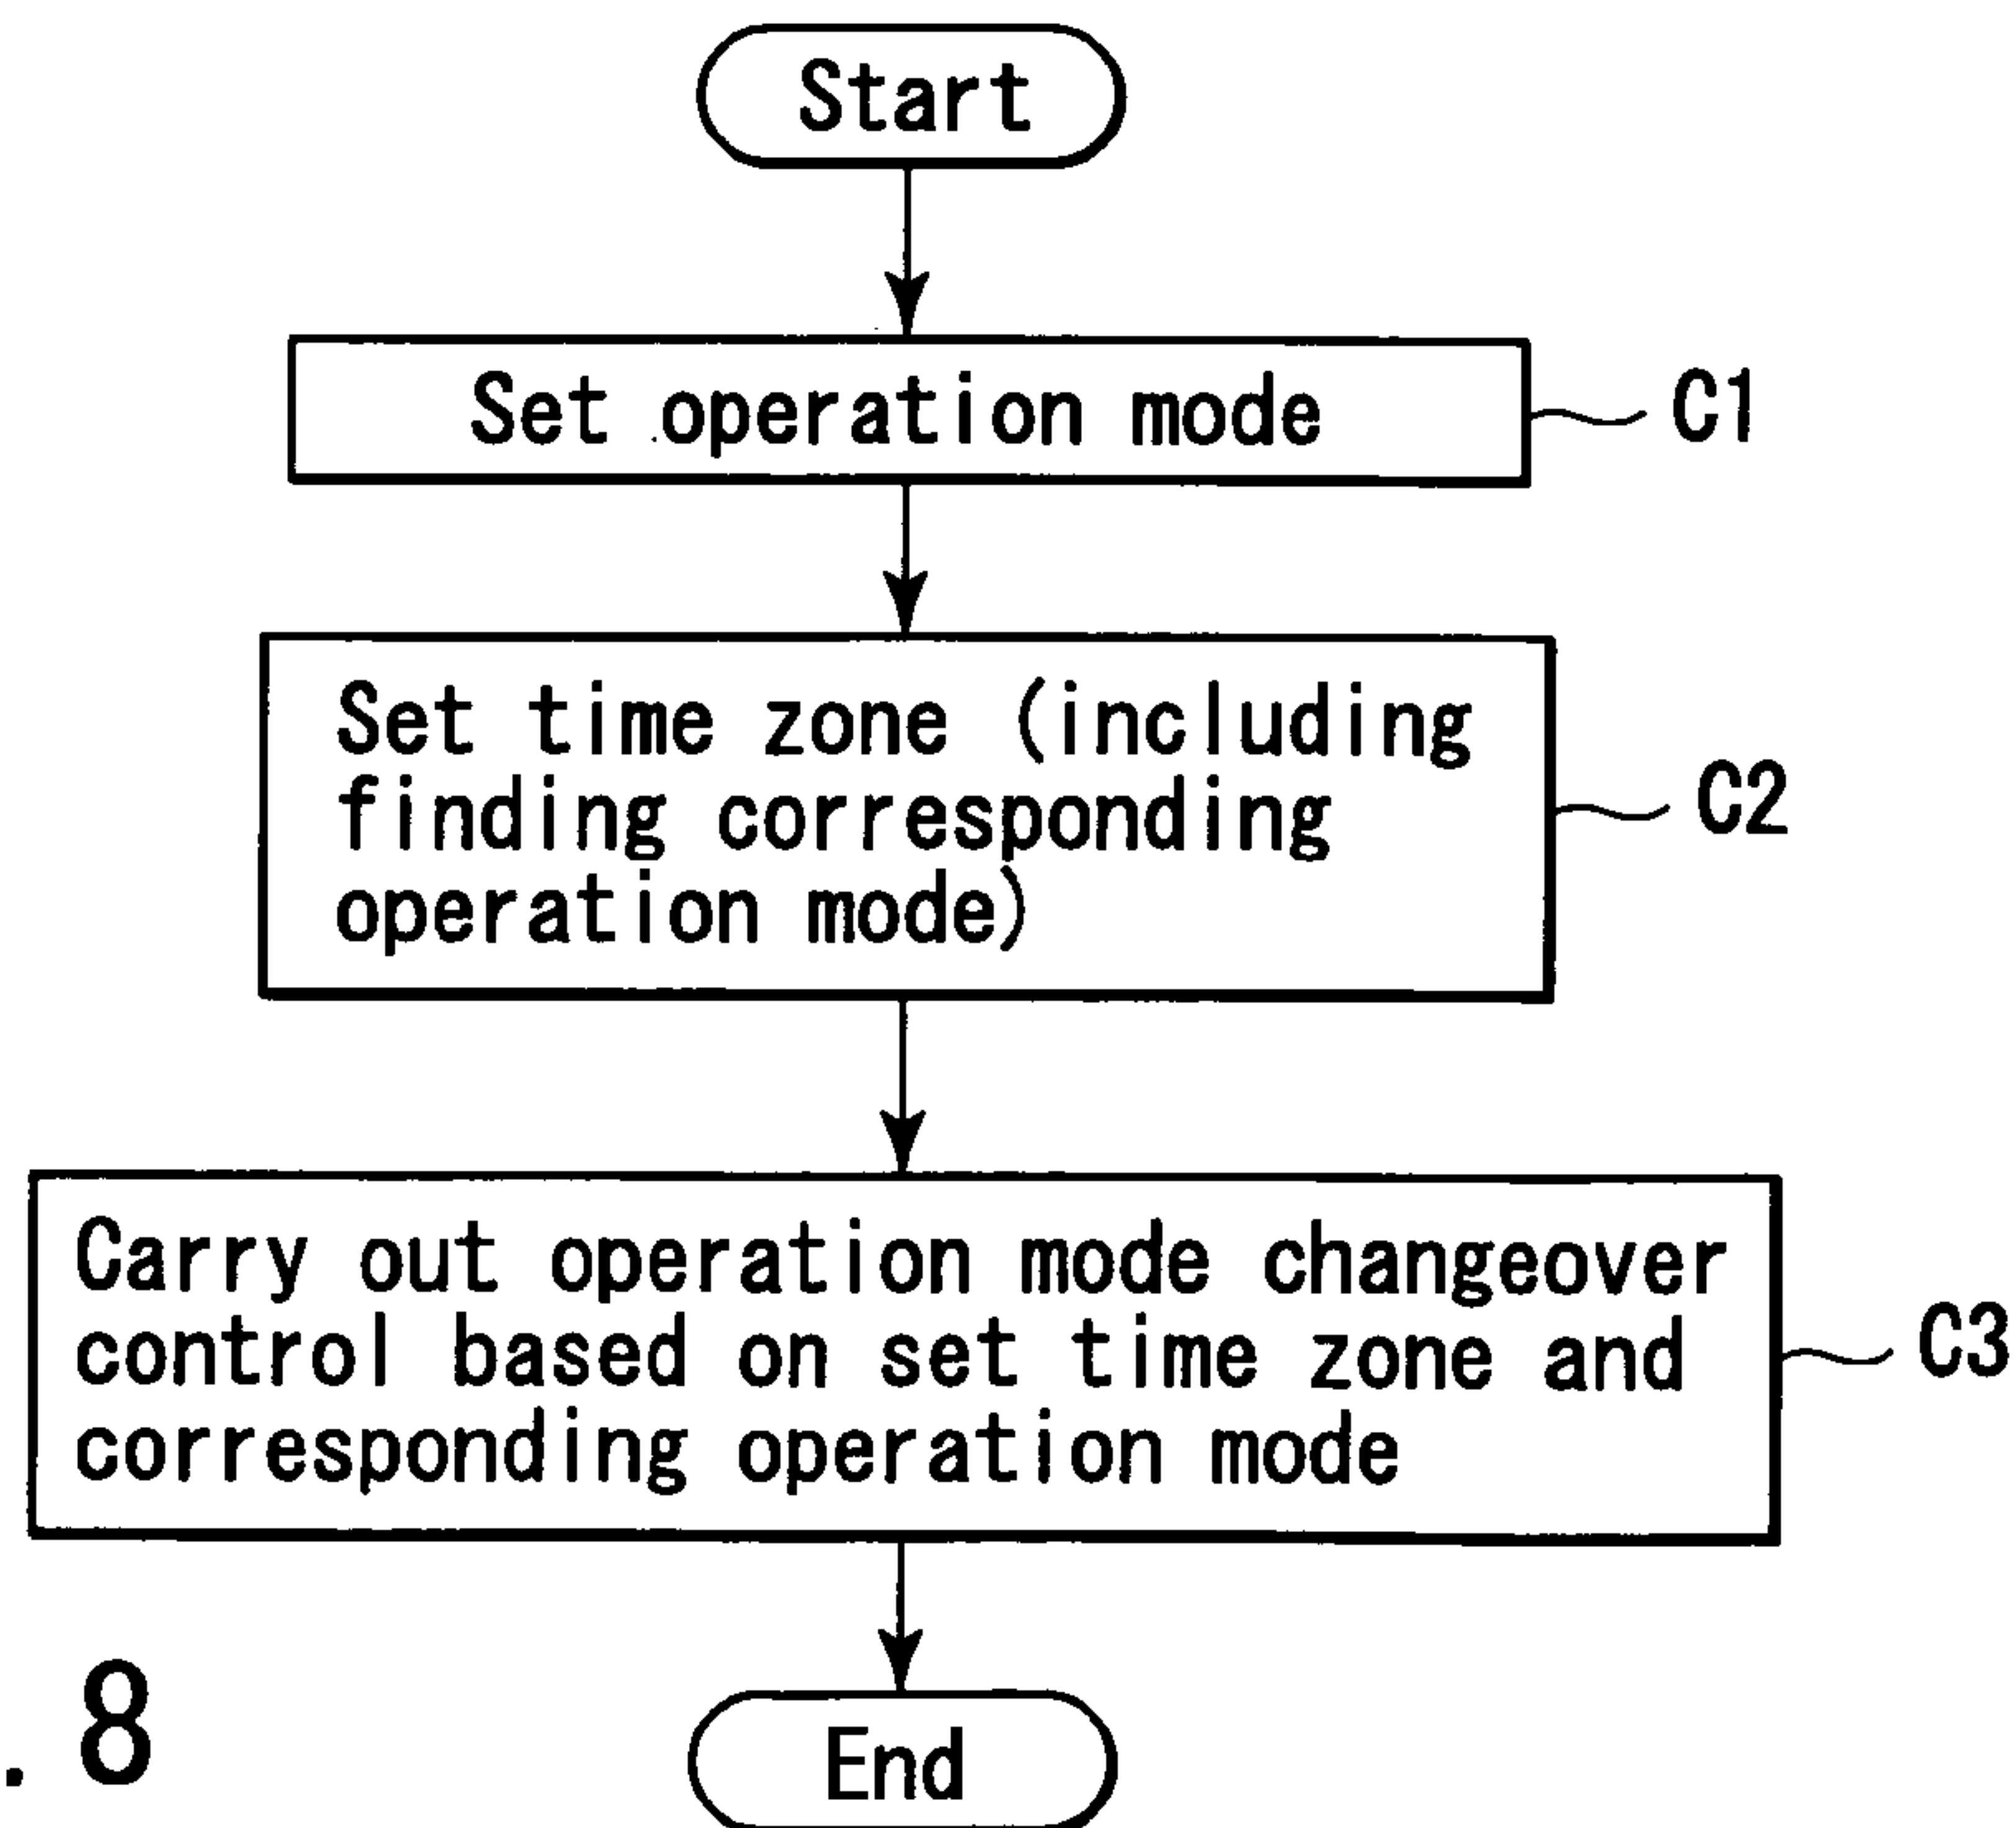 Start
Set operation mode
C1
Set time zone (including
finding corresponding
operation mode)
C2
Carry out operation mode changeover
control based on set time zone and
corresponding operation mode
C3
. 8
End